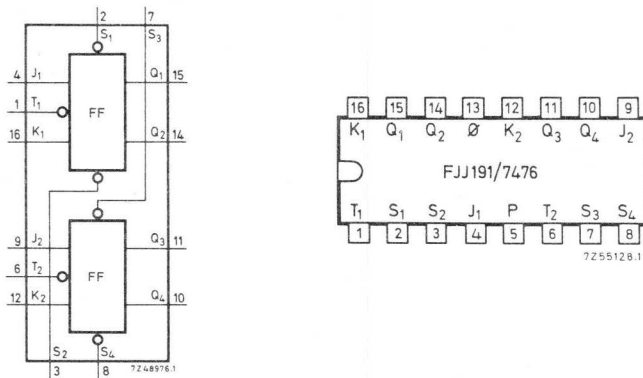 2 7
S₁ S₃
4 J₁ Q₁ 15
1 T₁ FF
16 K₁ Q₂ 14
9 J₂ Q₃ 11
6 T₂ FF
12 K₂ Q₄ 10
S₂ S₄
3 8 7Z48976.1
16 15 14 13 12 11 10 9
K₁ Q₁ Q₂ Ø K₂ Q₃ Q₄ J₂
FJJ191/7476
T₁ S₁ S₂ J₁ P T₂ S₃ S₄
1 2 3 4 5 6 7 8
7Z55128.1